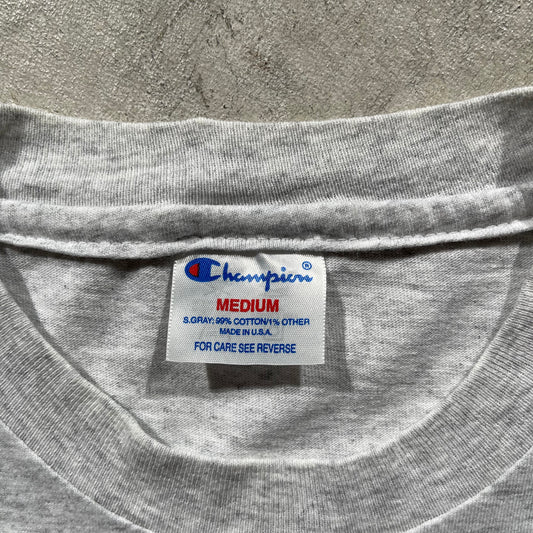 Champion®
MEDIUM
S.GRAY: 99% COTTON/1% OTHER
MADE IN U.S.A.
FOR CARE SEE REVERSE